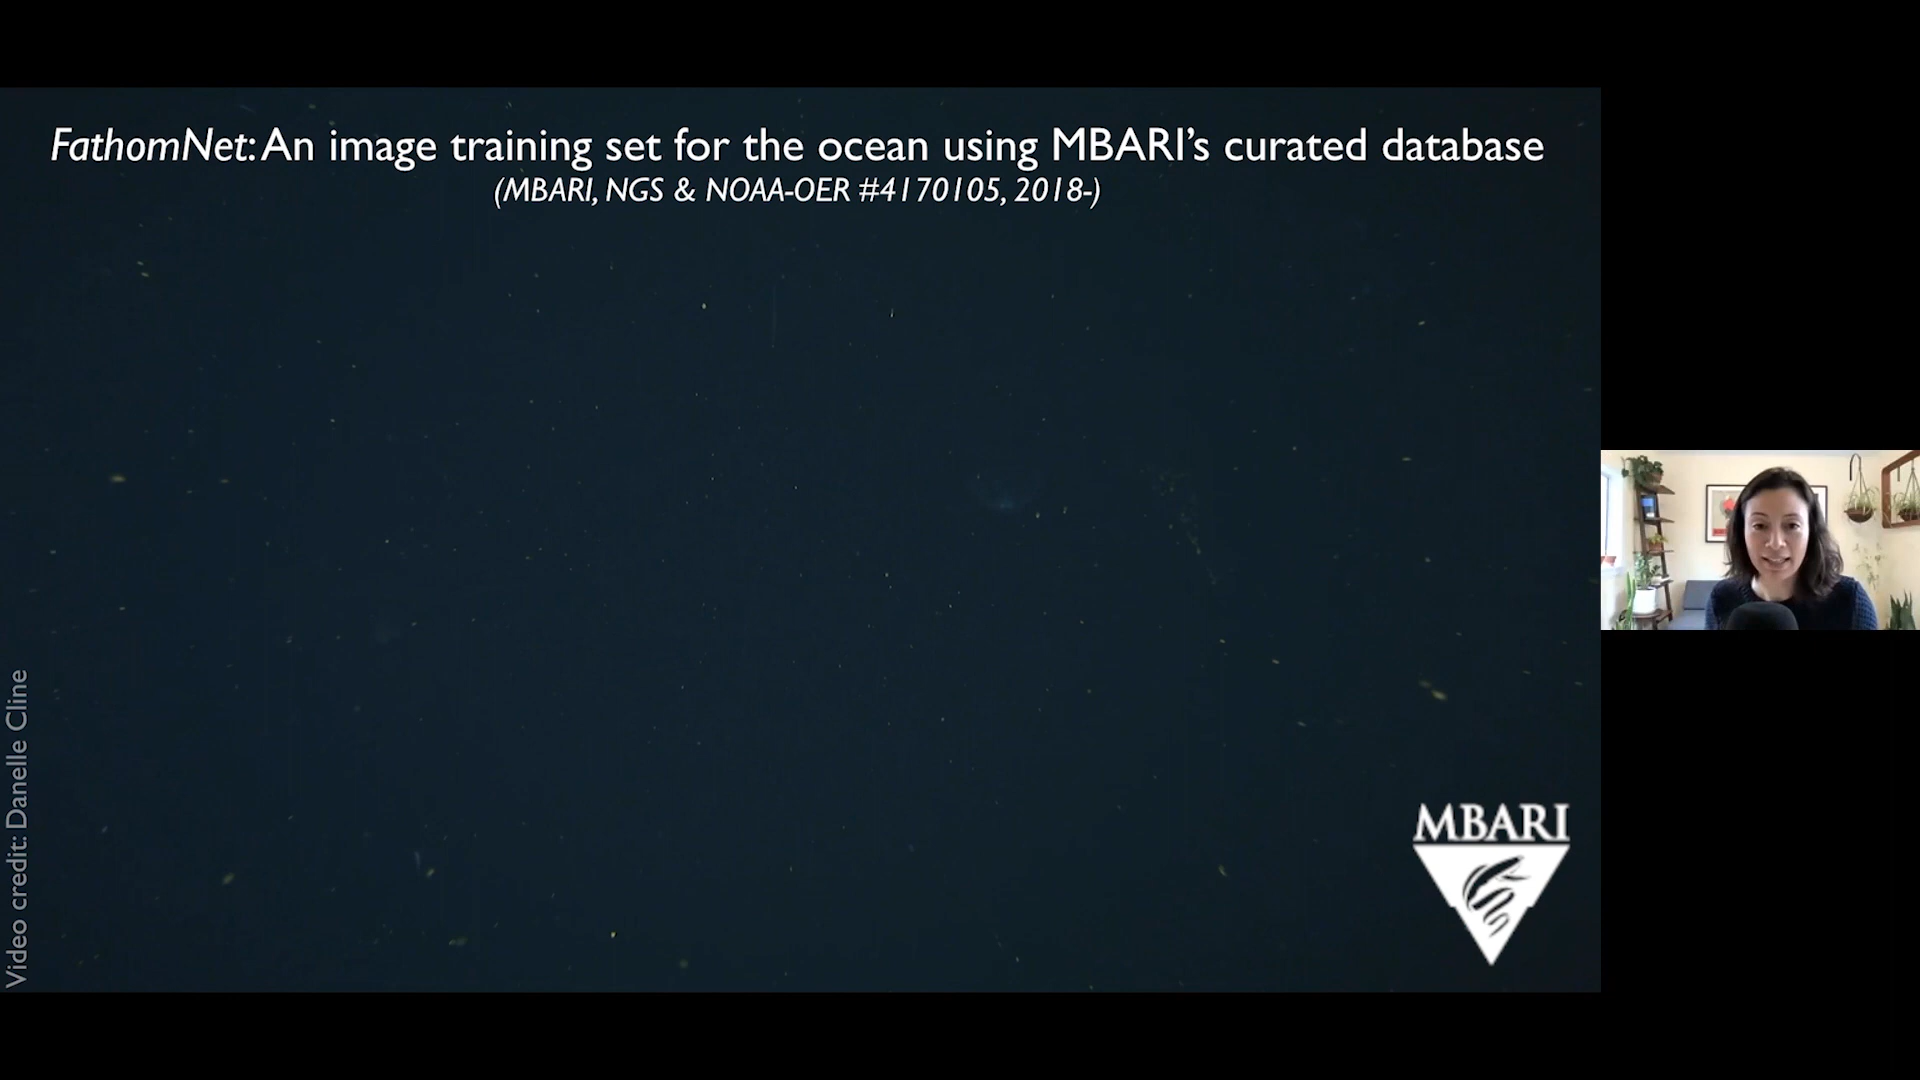 FathomNet: An image training set for the ocean using MBARI's curated database
(MBARI, NGS & NOAA-OER #4170105, 2018-)
Video credit: Danelle Cline
MBARI